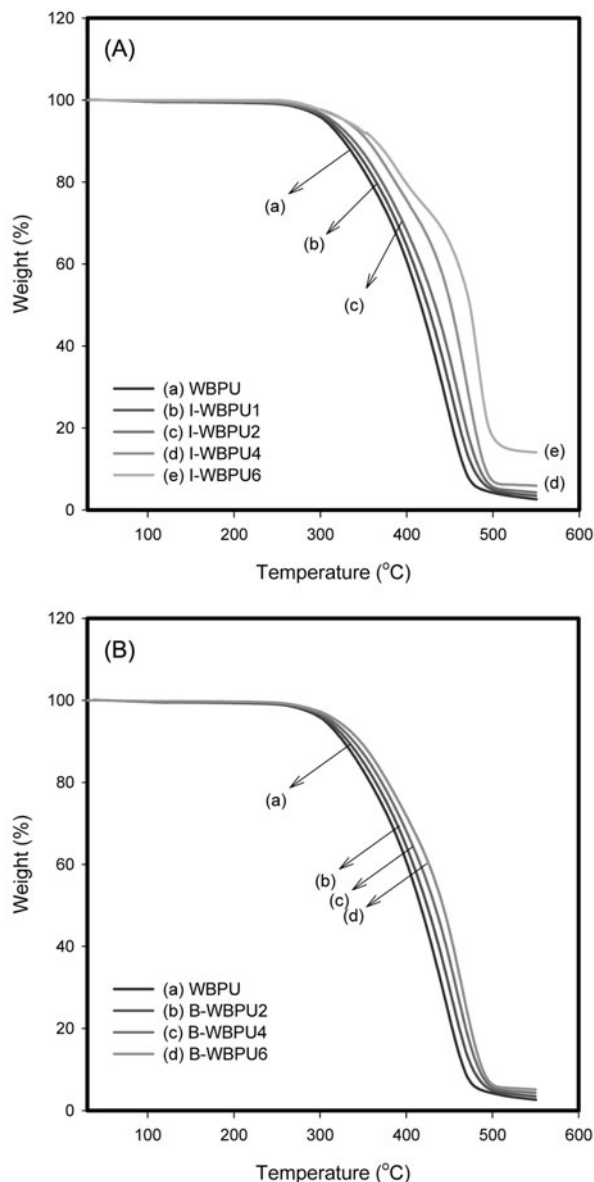 120
(A)
100
80
(a)
(b)
60
(c)
Weight (%)
40
(a) WBPU
(b) I-WBPU1
20
(c) I-WBPU2
(d) I-WBPU4
(e) I-WBPU6
(e)
(d)
0
100 200 300 400 500 600
Temperature (°C)
120
(B)
100
80
(a)
60
(b)
(c)
(d)
Weight (%)
40
(a) WBPU
(b) B-WBPU2
20
(c) B-WBPU4
(d) B-WBPU6
0
100 200 300 400 500 600
Temperature (°C)